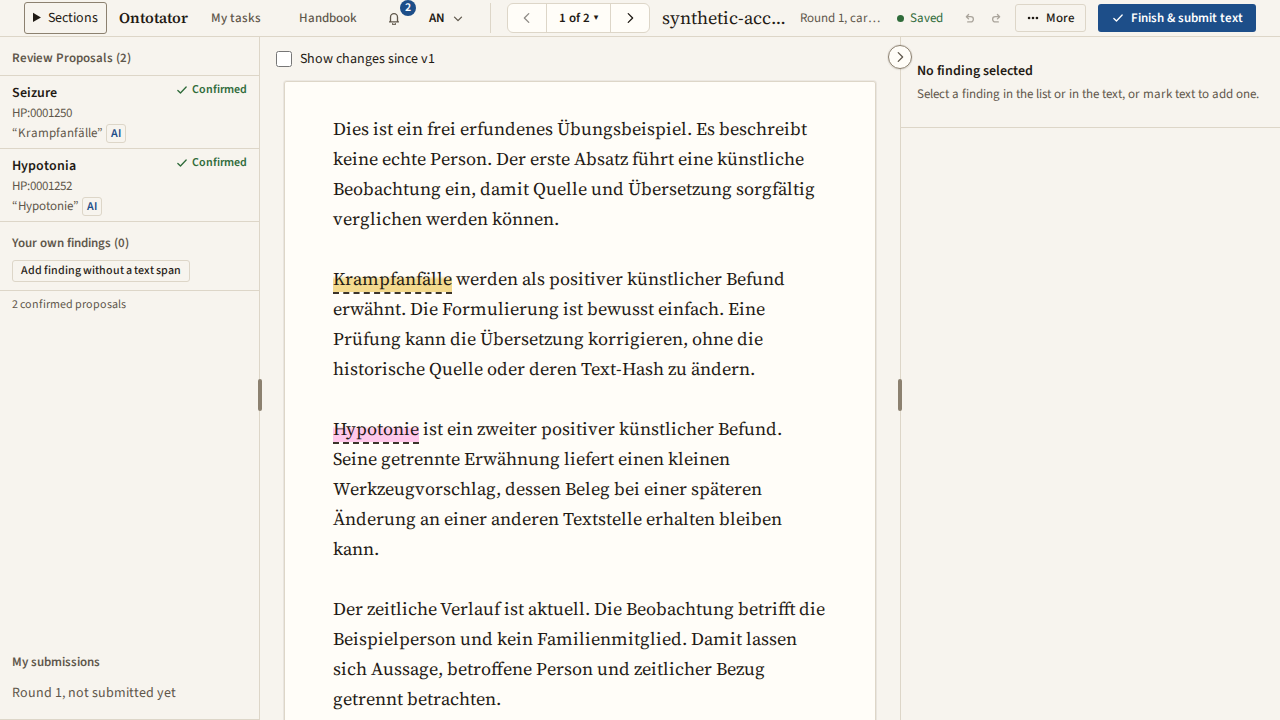 Sections
Ontotator
My tasks
Handbook
2
AN
1 of 2
synthetic-acc...
Round 1, car...
Saved
More
Finish & submit text
Review Proposals (2)
Seizure
Confirmed
HP:0001250
“Krampfanfälle” AI
Hypotonia
Confirmed
HP:0001252
“Hypotonie” AI
Your own findings (0)
Add finding without a text span
2 confirmed proposals
My submissions
Round 1, not submitted yet
Show changes since v1
Dies ist ein frei erfundenes Übungsbeispiel. Es beschreibt
keine echte Person. Der erste Absatz führt eine künstliche
Beobachtung ein, damit Quelle und Übersetzung sorgfältig
verglichen werden können.
Krampfanfälle werden als positiver künstlicher Befund
erwähnt. Die Formulierung ist bewusst einfach. Eine
Prüfung kann die Übersetzung korrigieren, ohne die
historische Quelle oder deren Text-Hash zu ändern.
Hypotonie ist ein zweiter positiver künstlicher Befund.
Seine getrennte Erwähnung liefert einen kleinen
Werkzeugvorschlag, dessen Beleg bei einer späteren
Änderung an einer anderen Textstelle erhalten bleiben
kann.
Der zeitliche Verlauf ist aktuell. Die Beobachtung betrifft die
Beispielperson und kein Familienmitglied. Damit lassen
sich Aussage, betroffene Person und zeitlicher Bezug
getrennt betrachten.
No finding selected
Select a finding in the list or in the text, or mark text to add one.